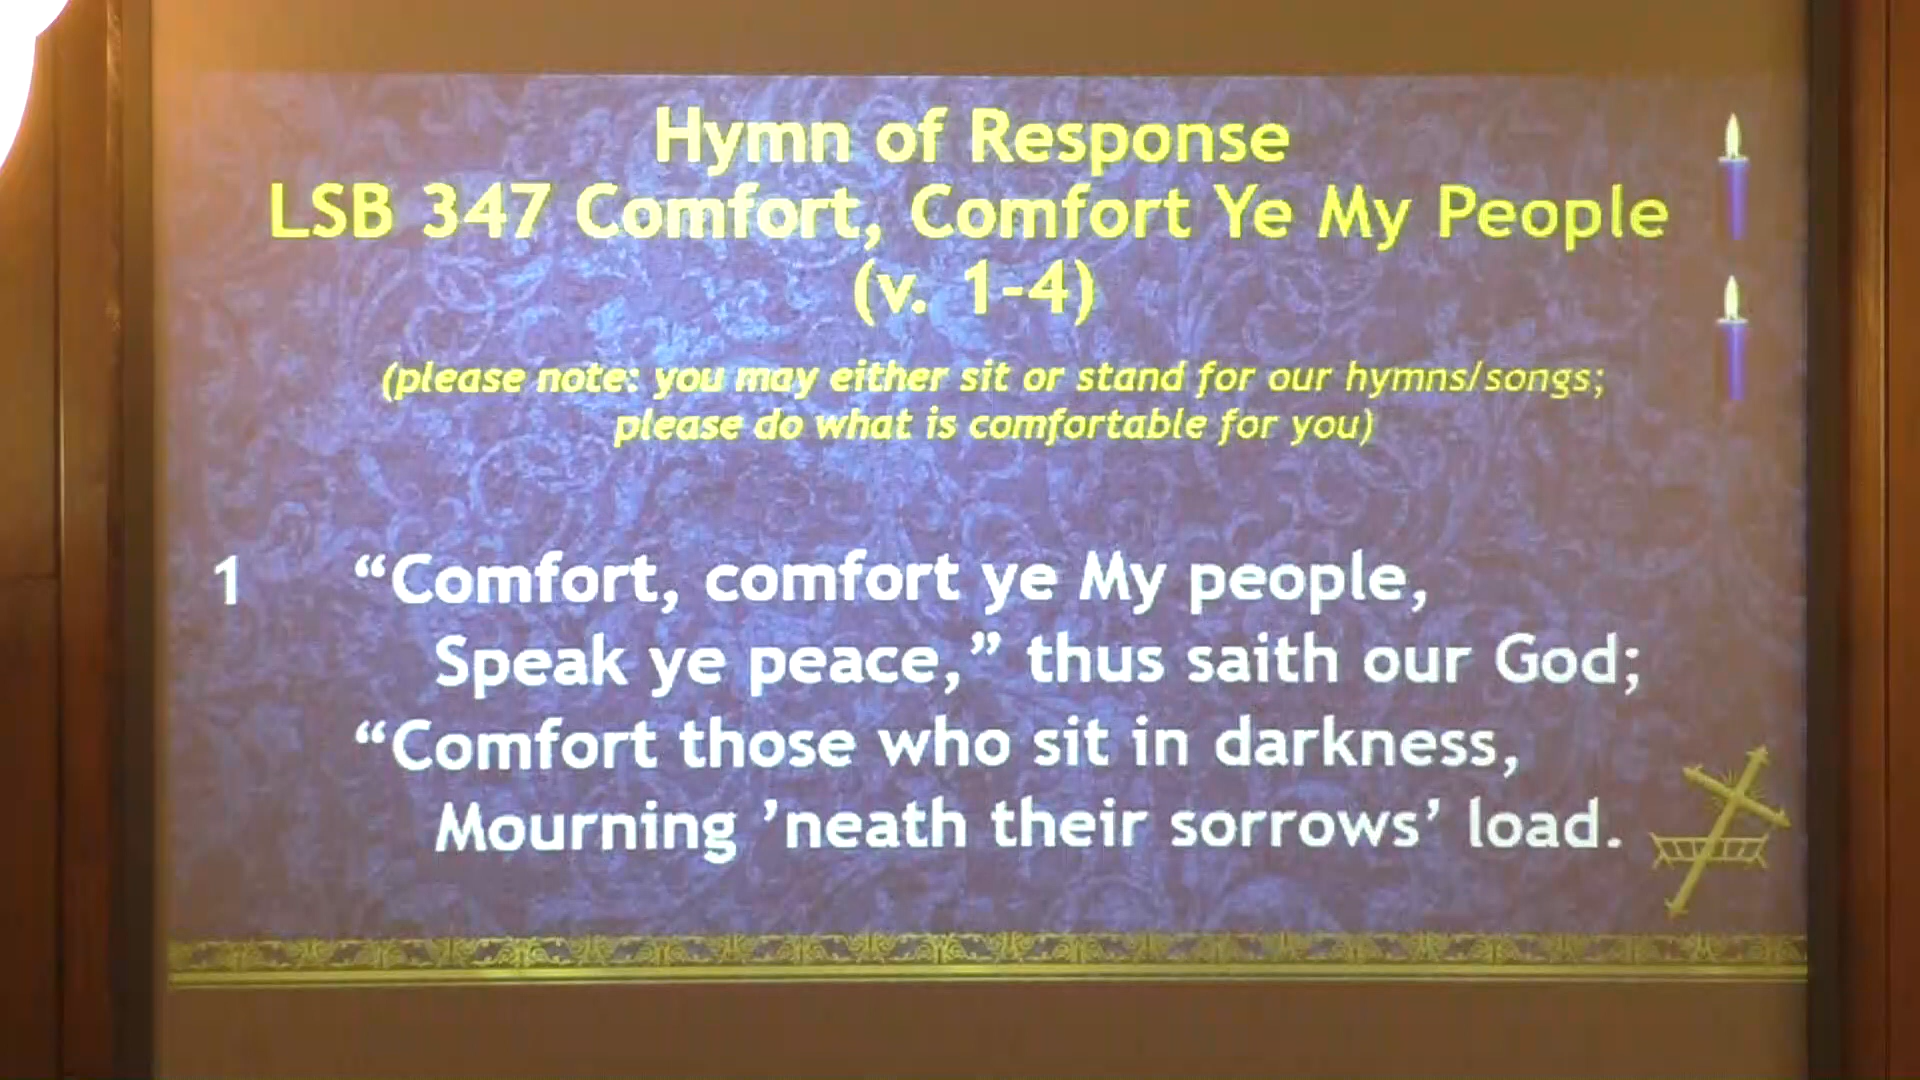 Hymn of Response
LSB 347 Comfort, Comfort Ye My People
(v. 1-4)
(please note: you may either sit or stand for our hymns/songs;
please do what is comfortable for you)
1 “Comfort, comfort ye My people,
Speak ye peace,” thus saith our God;
“Comfort those who sit in darkness,
Mourning ’neath their sorrows’ load.